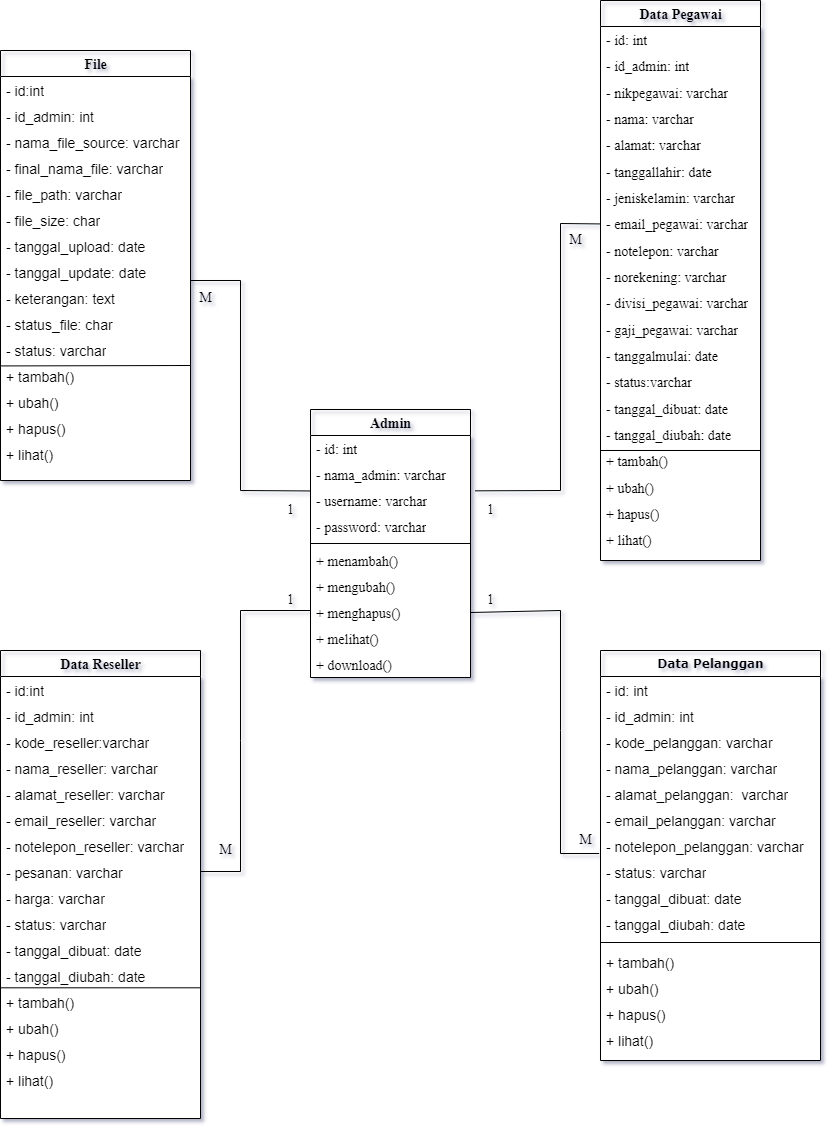 File
- id:int
- id_admin: int
- nama_file_source: varchar
- final_nama_file: varchar
- file_path: varchar
- file_size: char
- tanggal_upload: date
- tanggal_update: date
- keterangan: text
- status_file: char
- status: varchar
+ tambah()
+ ubah()
+ hapus()
+ lihat()
M
1
Data Pegawai
- id: int
- id_admin: int
- nikpegawai: varchar
- nama: varchar
- alamat: varchar
- tanggallahir: date
- jeniskelamin: varchar
- email_pegawai: varchar
- notelepon: varchar
- norekening: varchar
- divisi_pegawai: varchar
- gaji_pegawai: varchar
- tanggalmulai: date
- status:varchar
- tanggal_dibuat: date
- tanggal_diubah: date
+ tambah()
+ ubah()
+ hapus()
+ lihat()
M
1
Admin
- id: int
- nama_admin: varchar
- username: varchar
- password: varchar
+ menambah()
+ mengubah()
+ menghapus()
+ melihat()
+ download()
1
M
Data Reseller
- id:int
- id_admin: int
- kode_reseller:varchar
- nama_reseller: varchar
- alamat_reseller: varchar
- email_reseller: varchar
- notelepon_reseller: varchar
- pesanan: varchar
- harga: varchar
- status: varchar
- tanggal_dibuat: date
- tanggal_diubah: date
+ tambah()
+ ubah()
+ hapus()
+ lihat()
1
M
Data Pelanggan
- id: int
- id_admin: int
- kode_pelanggan: varchar
- nama_pelanggan: varchar
- alamat_pelanggan:  varchar
- email_pelanggan: varchar
- notelepon_pelanggan: varchar
- status: varchar
- tanggal_dibuat: date
- tanggal_diubah: date
+ tambah()
+ ubah()
+ hapus()
+ lihat()